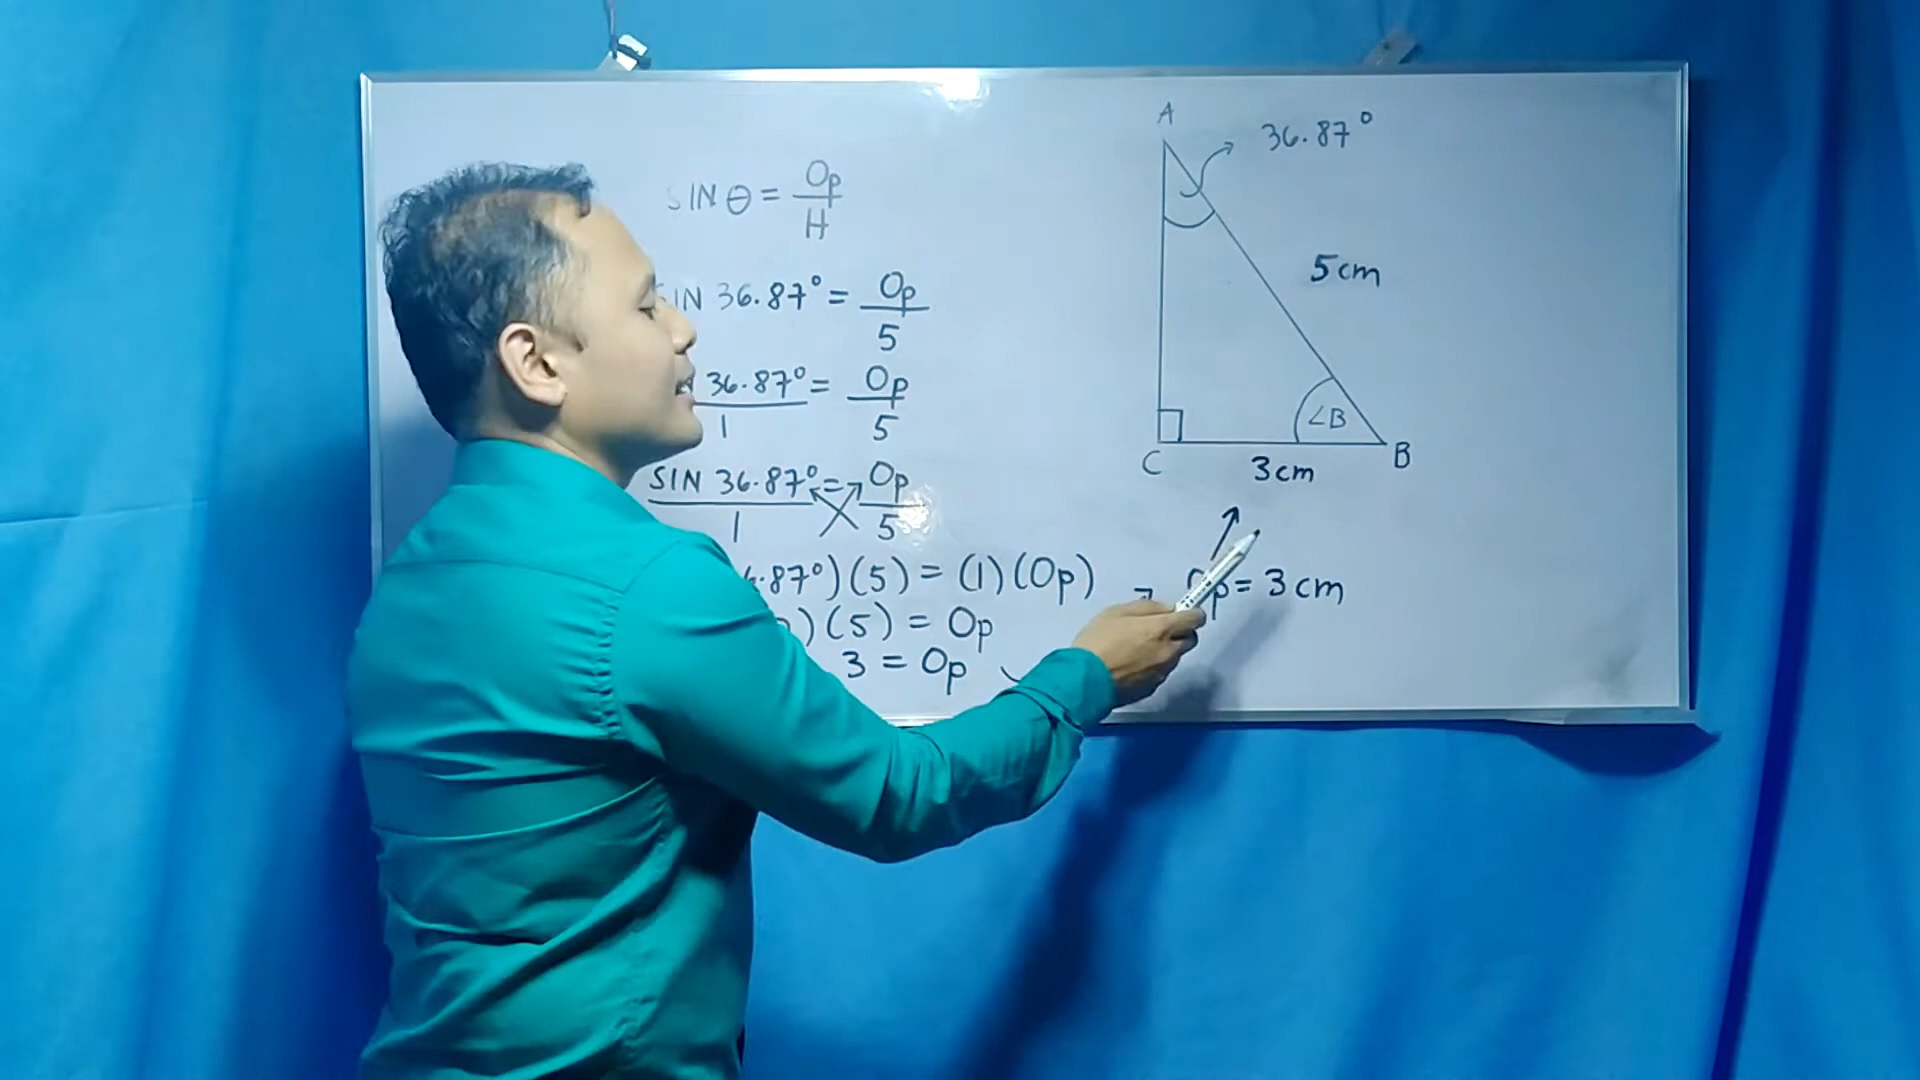 SIN θ = Op/H
SIN 36.87° = Op/5
36.87°/1 = Op/5
SIN 36.87°/1 = Op/5
.87°)(5) = (1)(Op)
)(5) = Op
3 = Op
Op = 3cm
A
36.87°
5cm
∠B
C
3cm
B